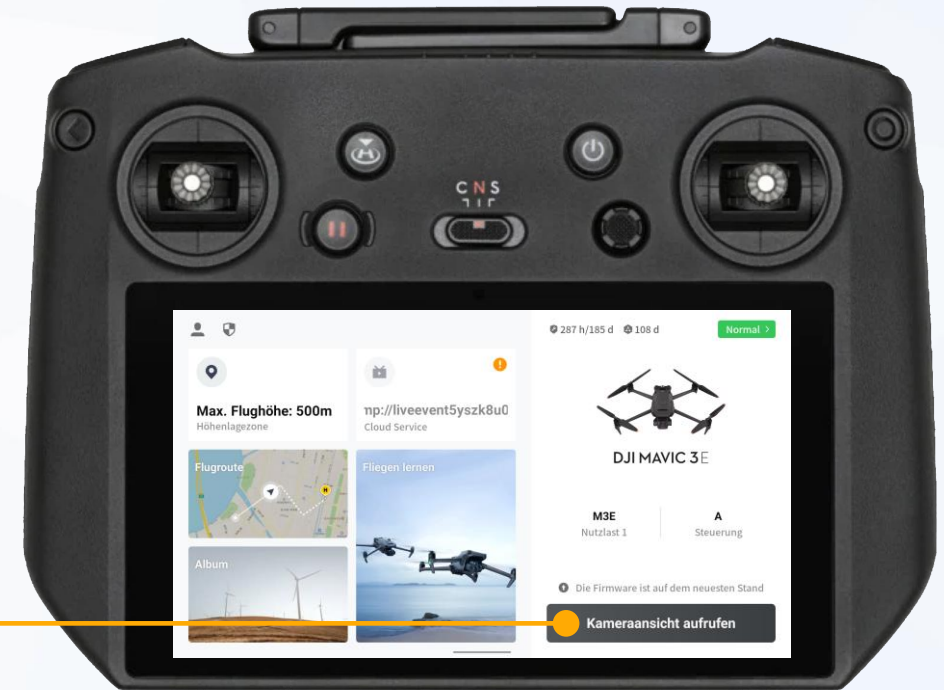 C N S
287 h/185 d 108 d
Normal >
Max. Flughöhe: 500m
Höhenlagezone
mp://liveevent5yszk8u0
Cloud Service
Flugroute
H
Fliegen lernen
Album
DJI MAVIC 3E
M3E
Nutzlast 1
A
Steuerung
Die Firmware ist auf dem neuesten Stand
Kameraansicht aufrufen